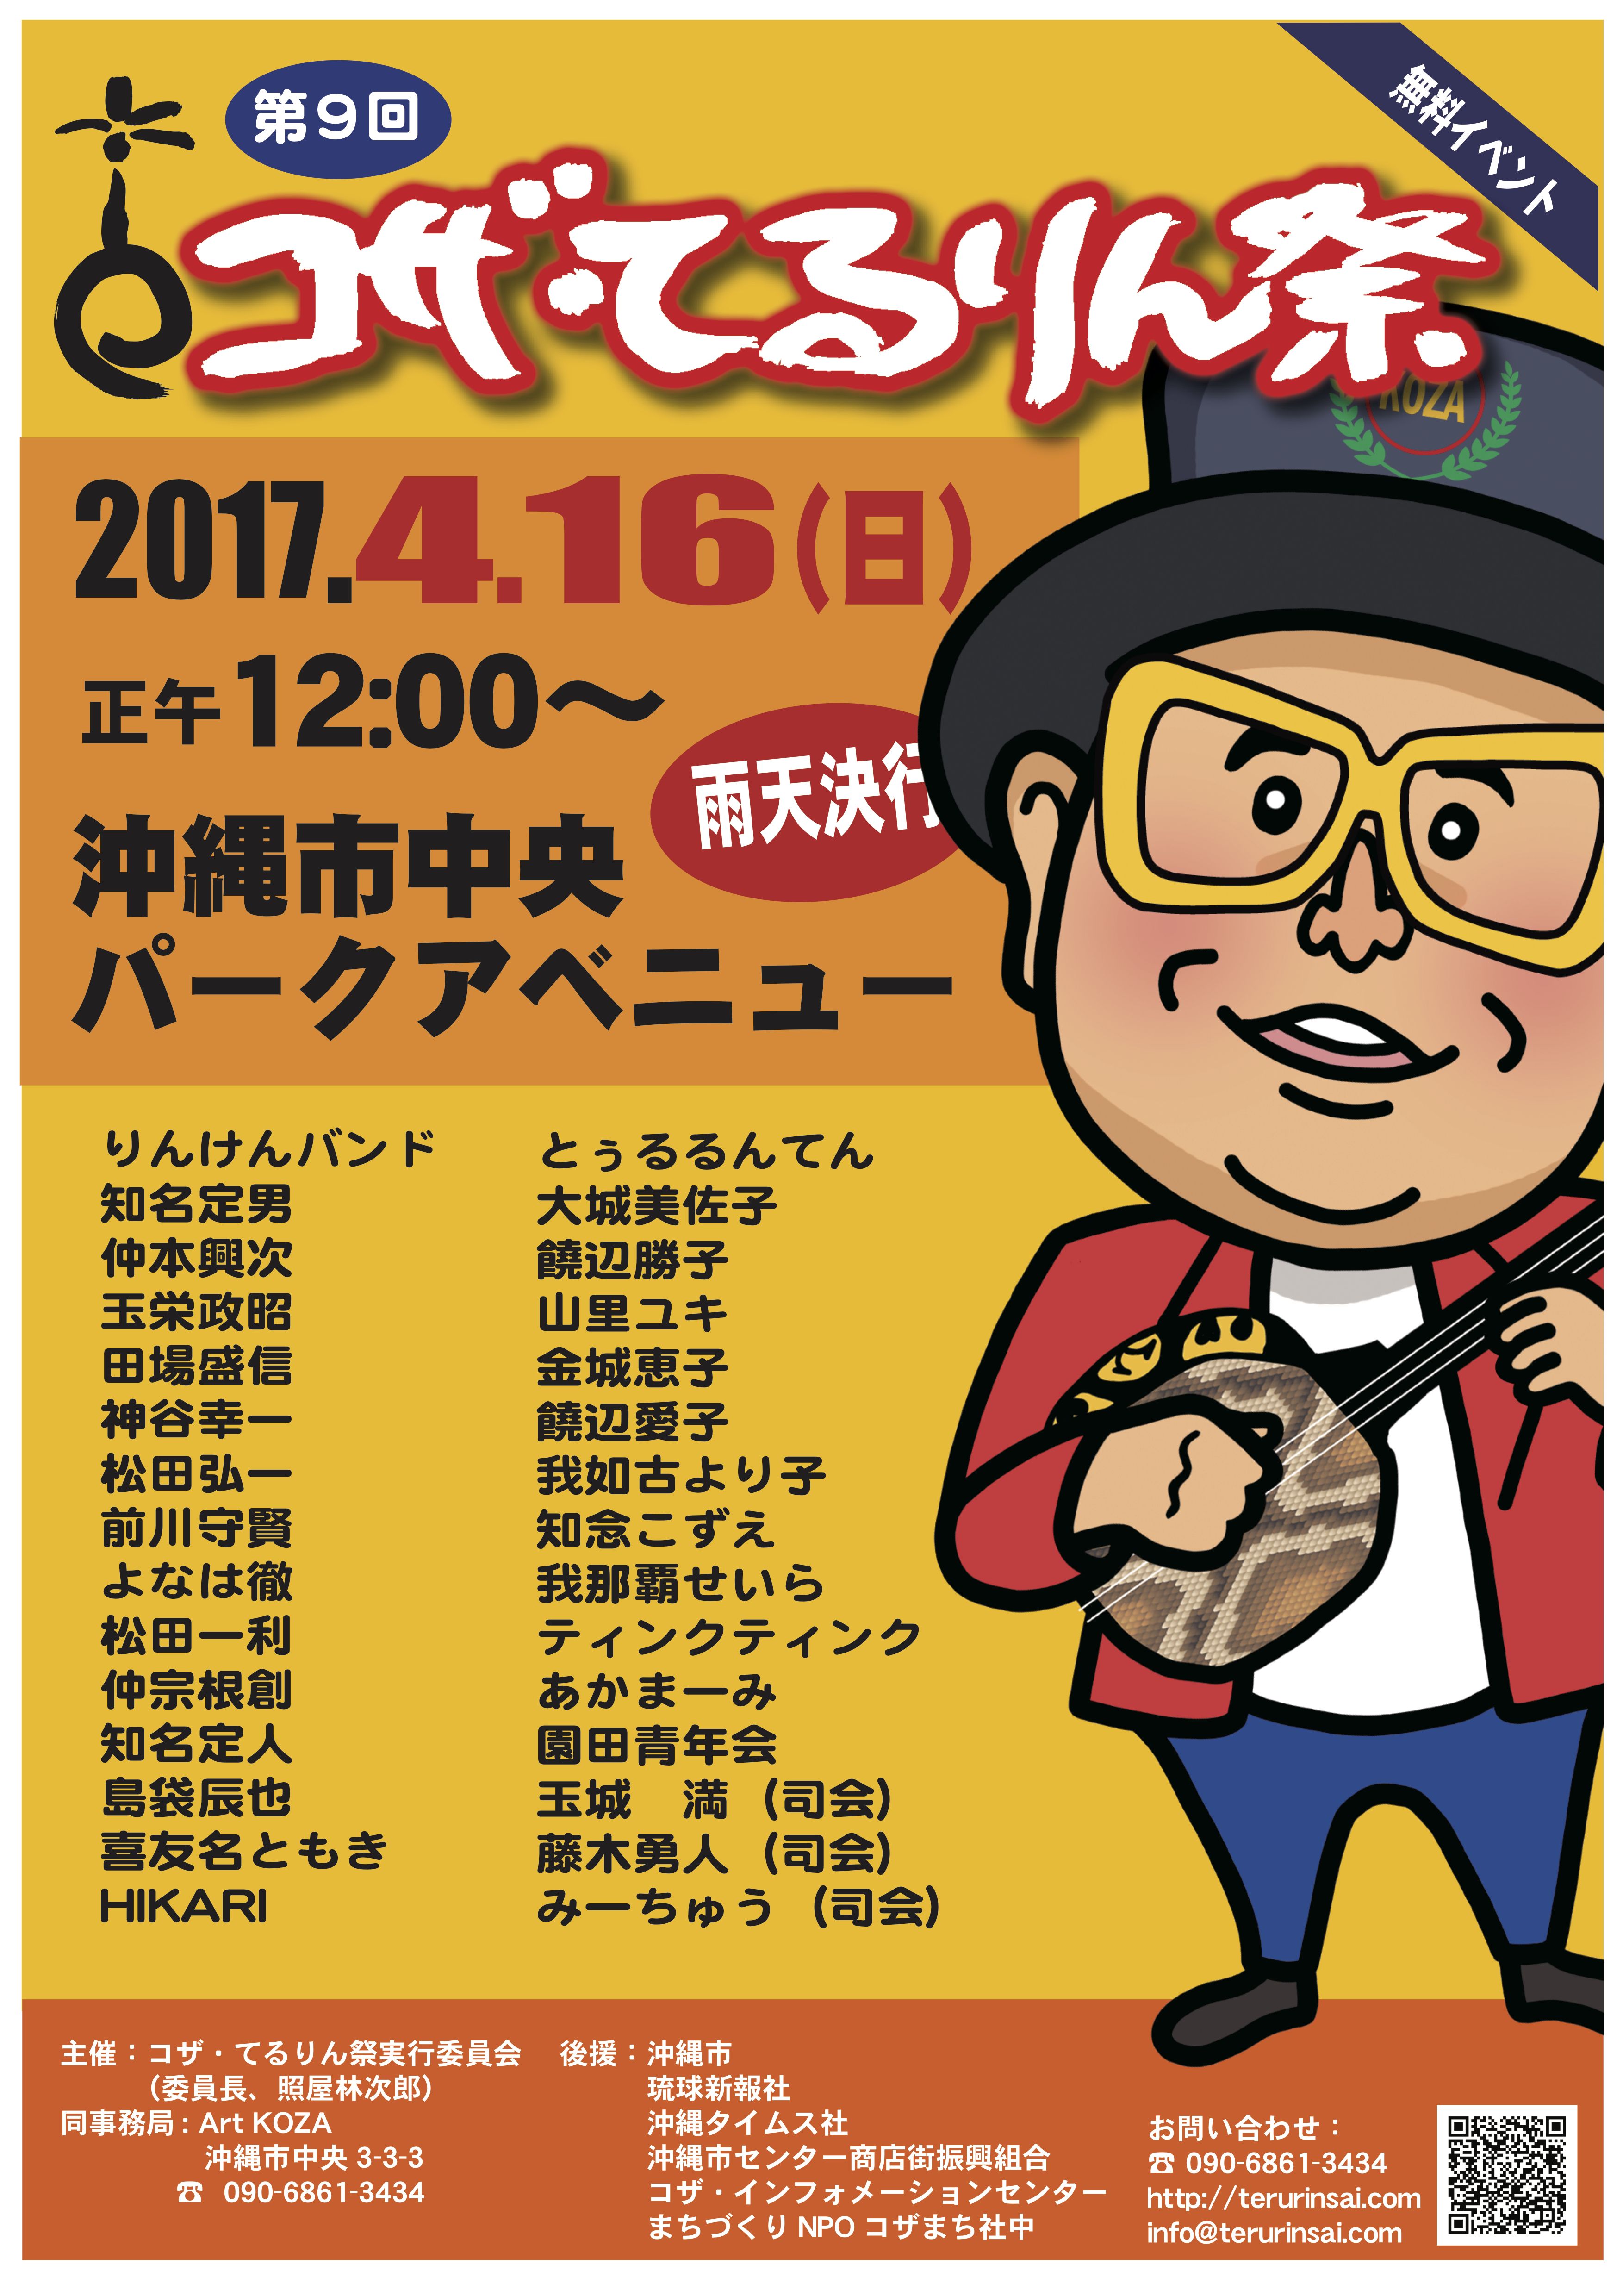 第9回
無料イベント
コザ・てるりん祭
KOZA
2017.4.16(日)
正午12:00～
雨天決行
沖縄市中央
パークアベニュー
りんけんバンド
知名定男
仲本興次
玉栄政昭
田場盛信
神谷幸一
松田弘一
前川守賢
よなは徹
松田一利
仲宗根創
知名定人
島袋辰也
喜友名ともき
HIKARI
とぅるるんてん
大城美佐子
饒辺勝子
山里ユキ
金城恵子
饒辺愛子
我如古より子
知念こずえ
我那覇せいら
ティンクティンク
あかまーみ
園田青年会
玉城　満（司会）
藤木勇人（司会）
みーちゅう（司会）
主催：コザ・てるりん祭実行委員会
（委員長、照屋林次郎）
同事務局：Art KOZA
沖縄市中央 3-3-3
☎ 090-6861-3434
後援：沖縄市
琉球新報社
沖縄タイムス社
沖縄市センター商店街振興組合
コザ・インフォメーションセンター
まちづくり NPO コザまち社中
お問い合わせ：
☎ 090-6861-3434
http://terurinsai.com
info@terurinsai.com